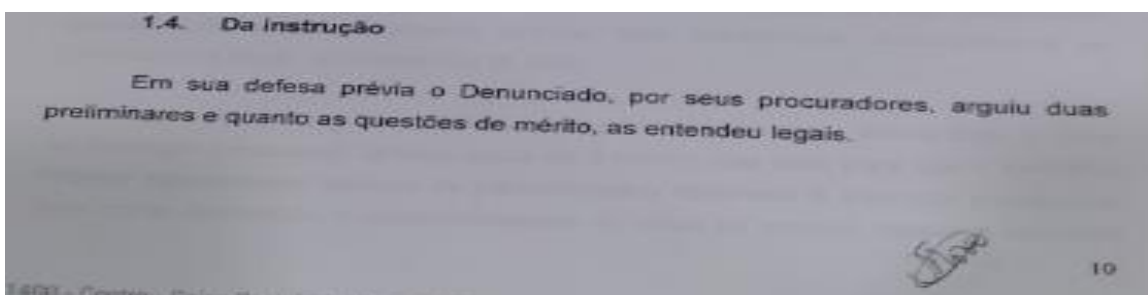 1.4. Da instrução
Em sua defesa prévia o Denunciado, por seus procuradores, arguiu duas
preliminares e quanto as questões de mérito, as entendeu legais.
10